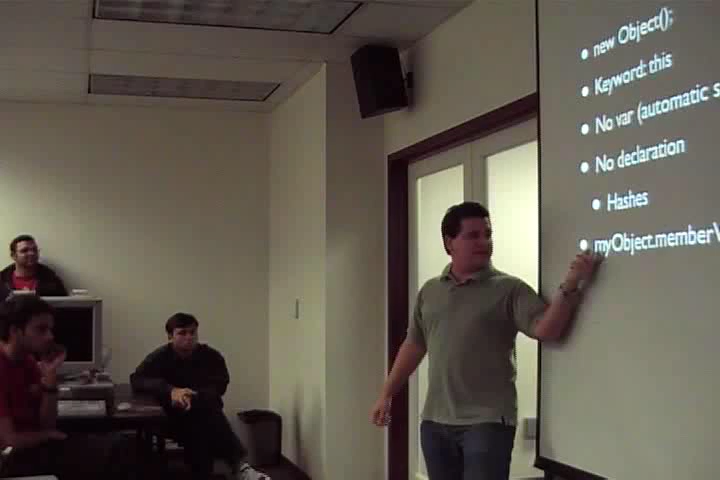 new Object();
Keyword: this
No var (automatic s
No declaration
Hashes
myObject.memberV